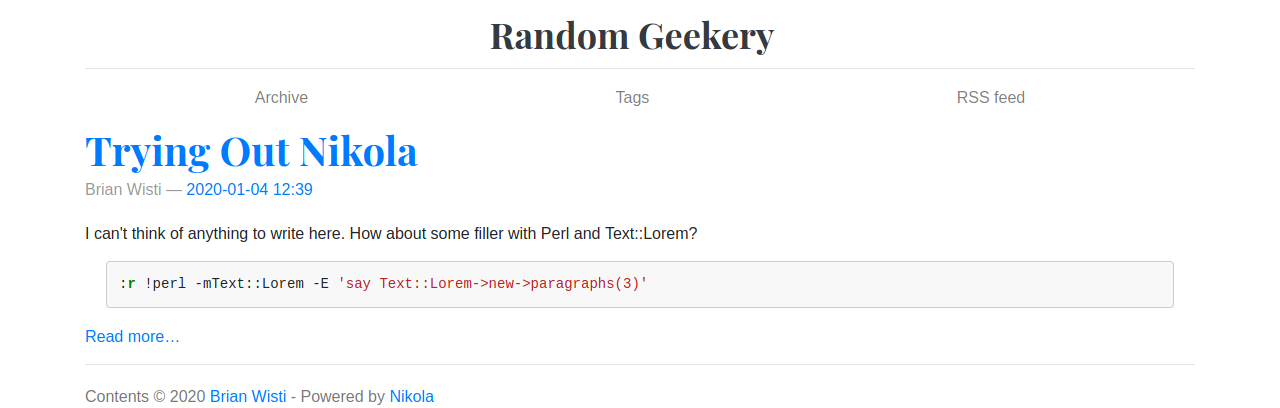 Random Geekery
Archive Tags RSS feed
Trying Out Nikola
Brian Wisti — 2020-01-04 12:39
I can't think of anything to write here. How about some filler with Perl and Text::Lorem?
:r !perl -mText::Lorem -E 'say Text::Lorem->new->paragraphs(3)'
Read more…
Contents © 2020 Brian Wisti - Powered by Nikola